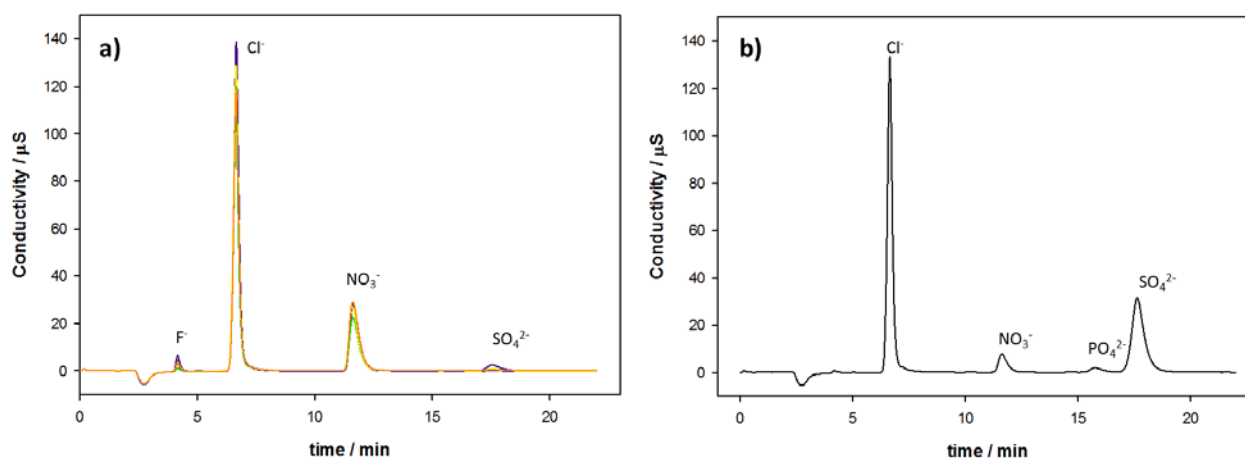 a)
Conductivity / μS
140
120
100
80
60
40
20
0
F⁻
Cl⁻
NO₃⁻
SO₄²⁻
0 5 10 15 20
time / min
b)
Conductivity / μS
140
120
100
80
60
40
20
0
Cl⁻
NO₃⁻
PO₄²⁻
SO₄²⁻
0 5 10 15 20
time / min